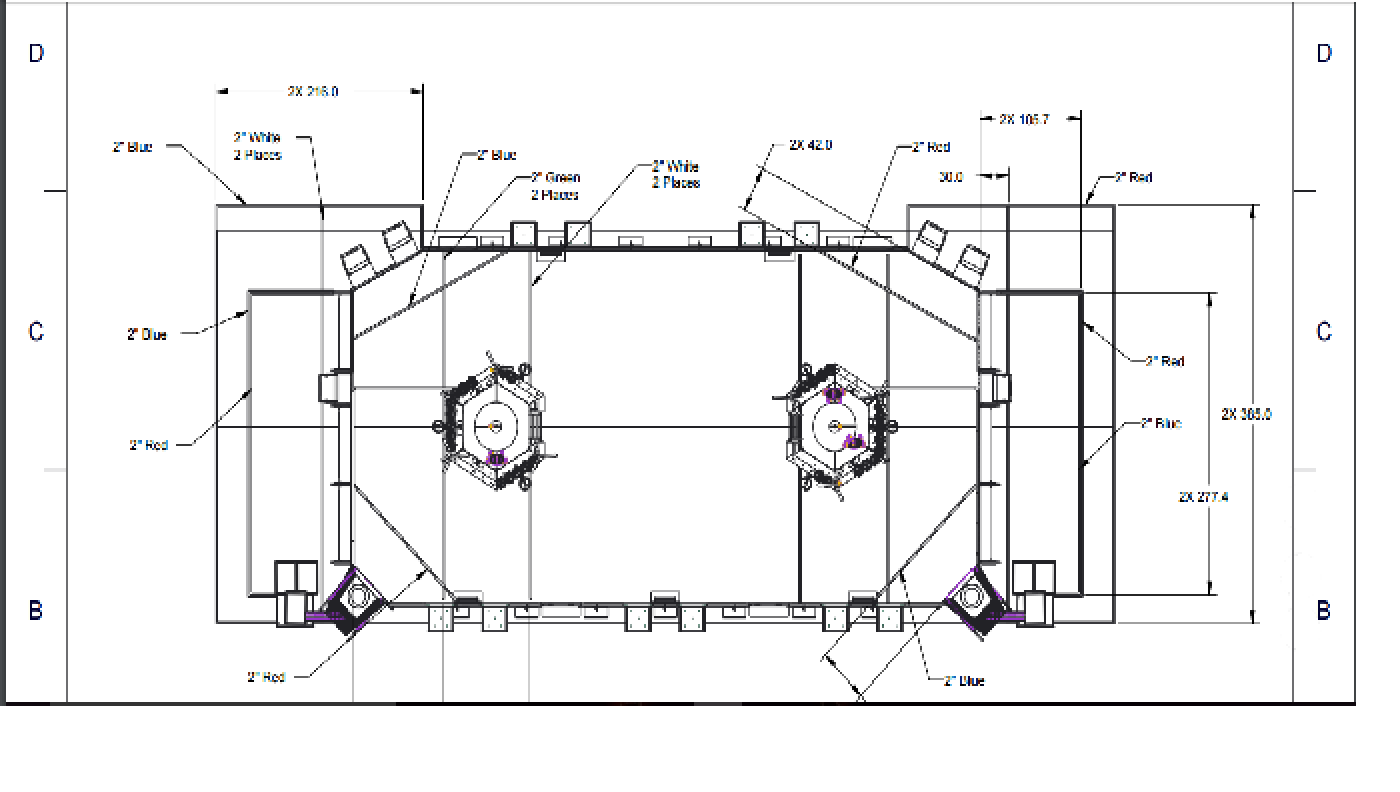 D
D
2X 216.0
2X 105.7
2" Blue
2" White
2 Places
2" Blue
2" Green
2 Places
2" White
2 Places
2X 42.0
2" Red
30.0
2" Red
C
C
2" Blue
2" Red
2" Red
2" Blue
2X 385.0
2X 277.4
B
B
2" Red
2" Blue